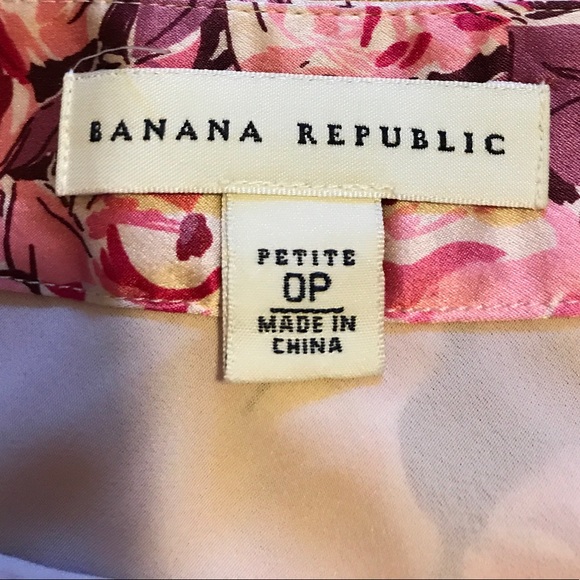 BANANA REPUBLIC
PETITE
0P
MADE IN
CHINA